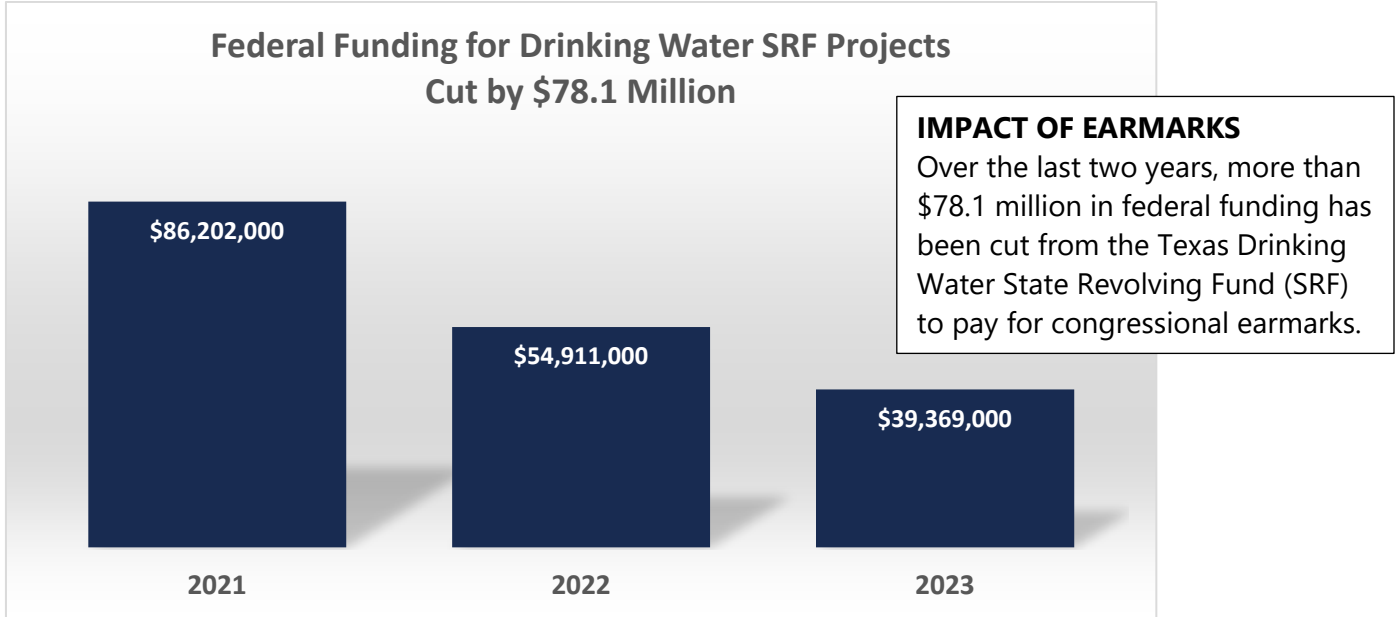 Federal Funding for Drinking Water SRF Projects
Cut by $78.1 Million
IMPACT OF EARMARKS
Over the last two years, more than
$78.1 million in federal funding has
been cut from the Texas Drinking
Water State Revolving Fund (SRF)
to pay for congressional earmarks.
$86,202,000
$54,911,000
$39,369,000
2021
2022
2023